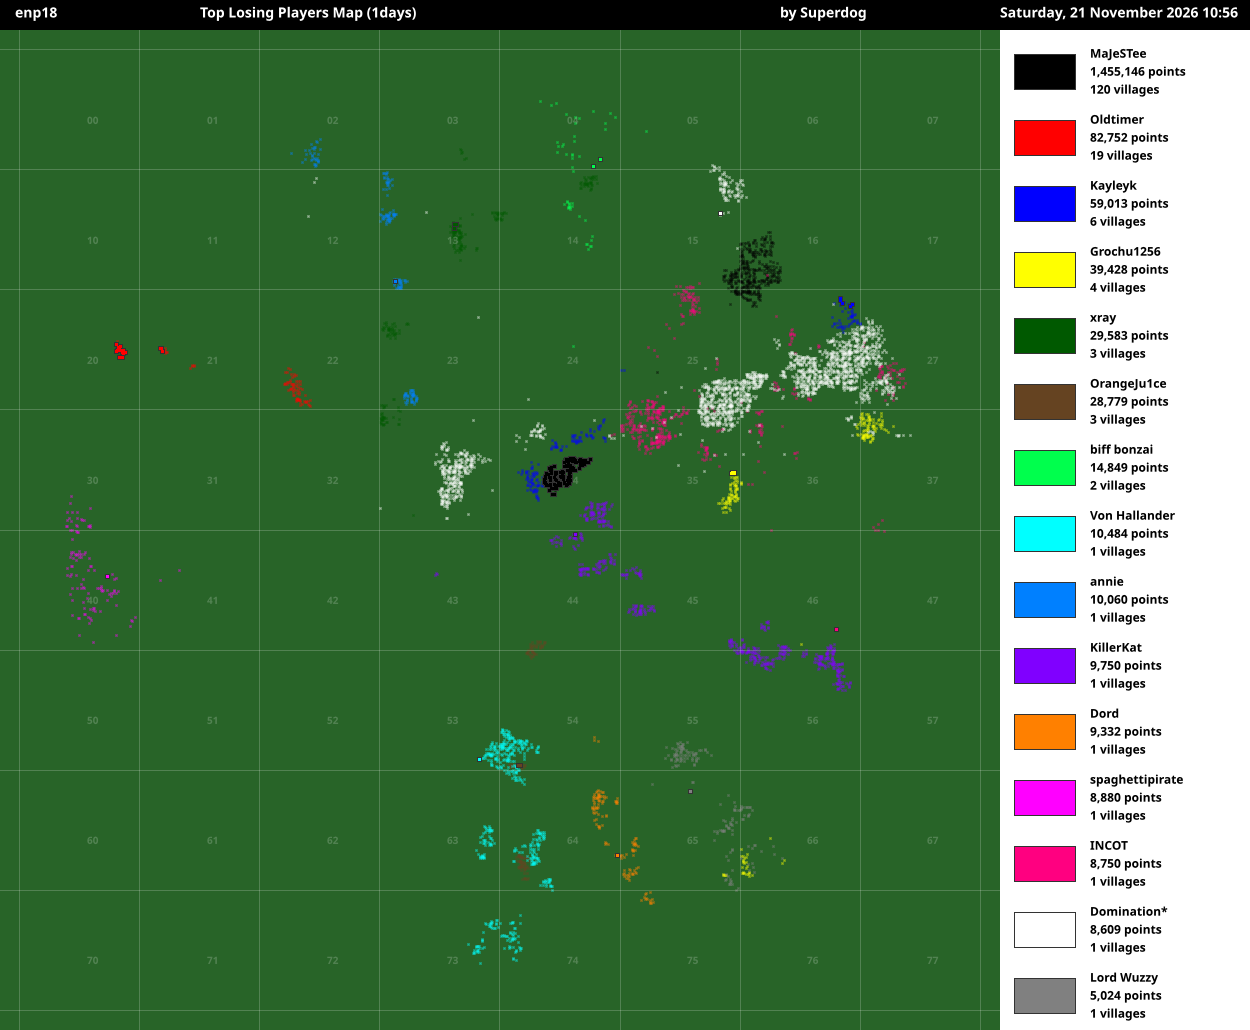 enp18 Top Losing Players Map (1days) by Superdog Saturday, 21 November 2026 10:56
MaJeSTee
1,455,146 points
120 villages
Oldtimer
82,752 points
19 villages
Kayleyk
59,013 points
6 villages
Grochu1256
39,428 points
4 villages
xray
29,583 points
3 villages
OrangeJu1ce
28,779 points
3 villages
biff bonzai
14,849 points
2 villages
Von Hallander
10,484 points
1 villages
annie
10,060 points
1 villages
KillerKat
9,750 points
1 villages
Dord
9,332 points
1 villages
spaghettipirate
8,880 points
1 villages
INCOT
8,750 points
1 villages
Domination*
8,609 points
1 villages
Lord Wuzzy
5,024 points
1 villages
00 01 02 03 04 05 06 07
10 11 12 13 14 15 16 17
20 21 22 23 24 25 26 27
30 31 32 33 34 35 36 37
40 41 42 43 44 45 46 47
50 51 52 53 54 55 56 57
60 61 62 63 64 65 66 67
70 71 72 73 74 75 76 77